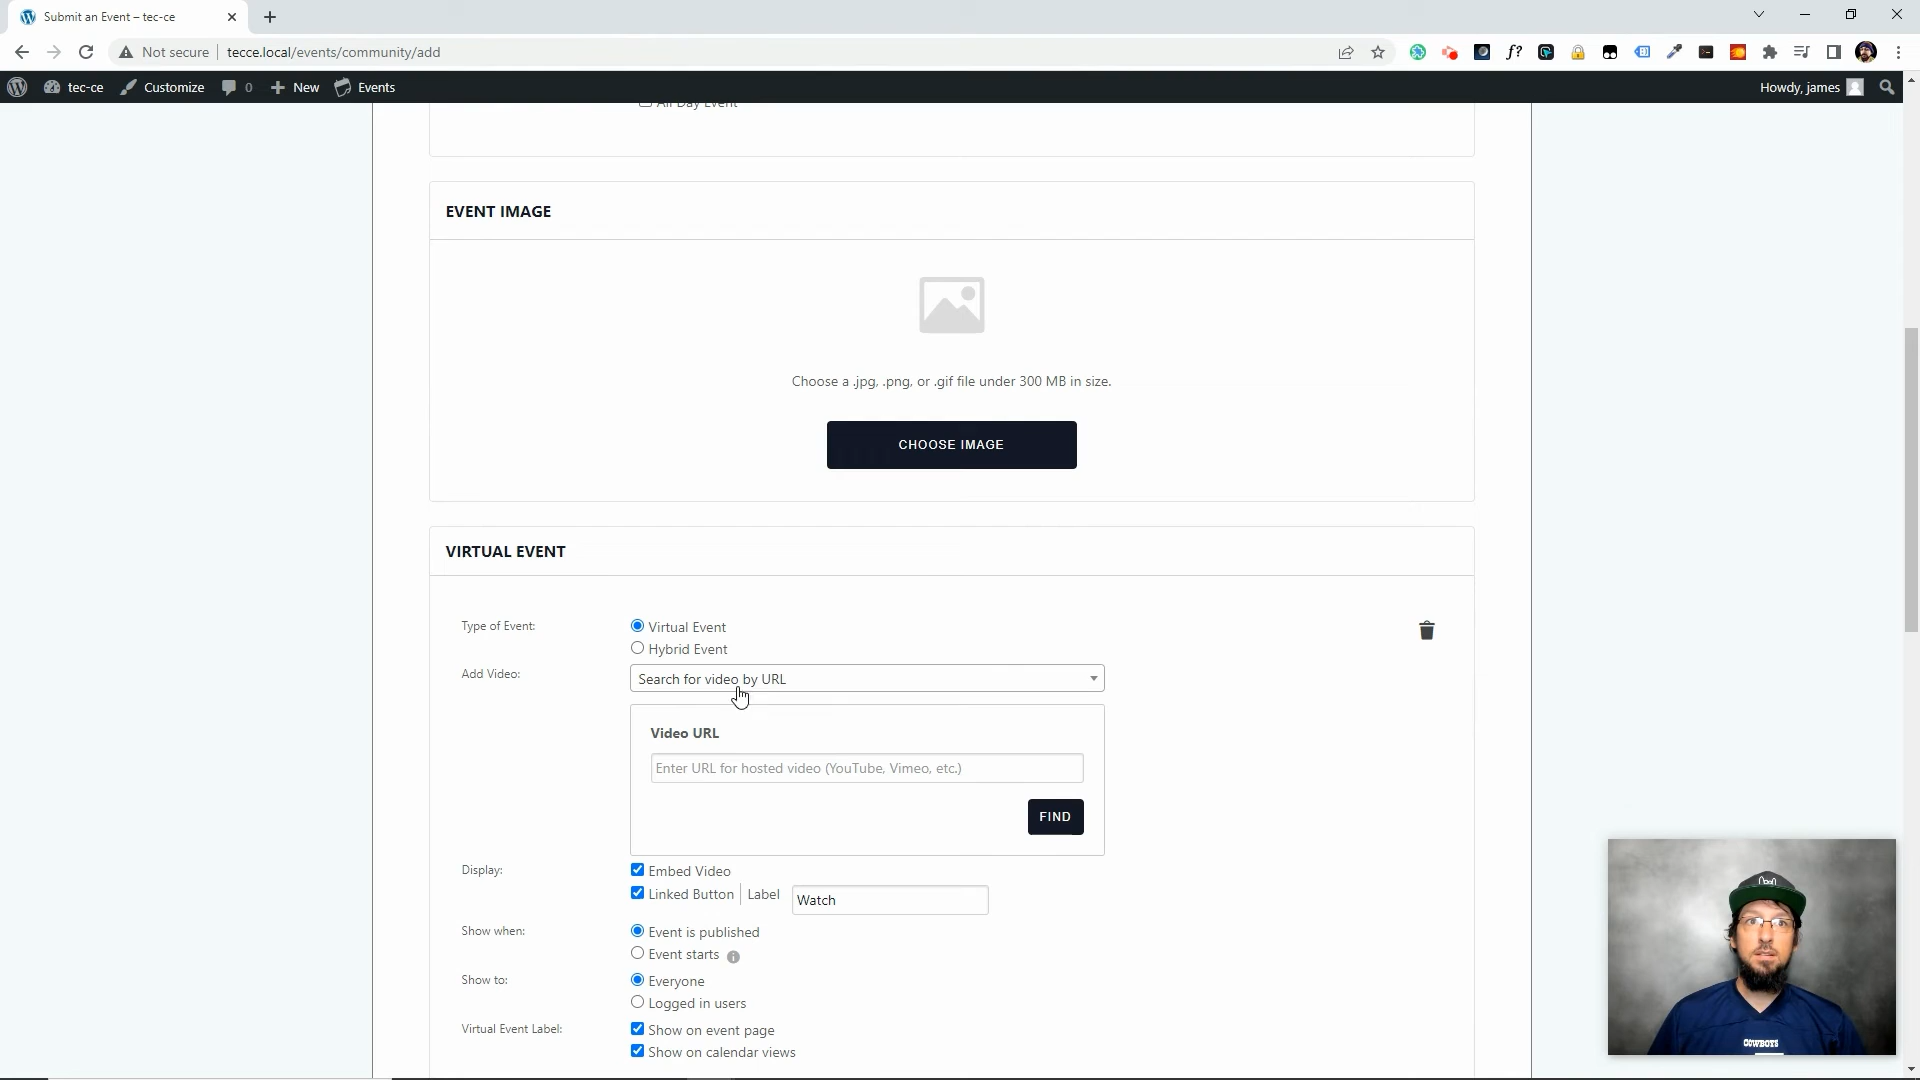 Submit an Event – tec-ce
Not secure
tecce.local/events/community/add
tec-ce
Customize
0
New
Events
Howdy, james
All Day Event
EVENT IMAGE
Choose a .jpg, .png, or .gif file under 300 MB in size.
CHOOSE IMAGE
VIRTUAL EVENT
Type of Event:
Virtual Event
Hybrid Event
Add Video:
Search for video by URL
Video URL
Enter URL for hosted video (YouTube, Vimeo, etc.)
FIND
Display:
Embed Video
Linked Button
Label
Watch
Show when:
Event is published
Event starts
Show to:
Everyone
Logged in users
Virtual Event Label:
Show on event page
Show on calendar views
COWBOYS